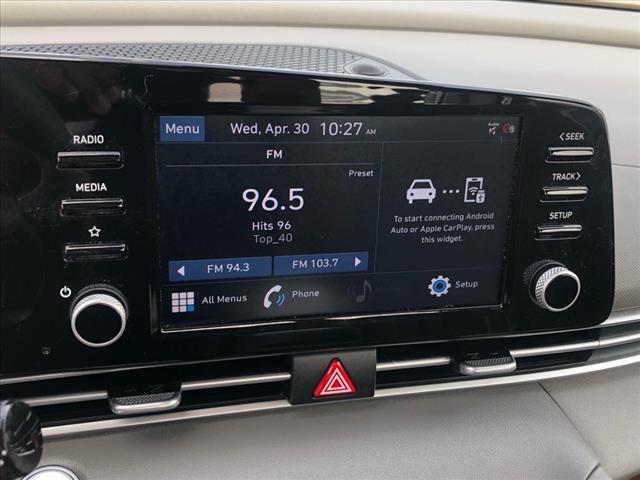 RADIO
MEDIA
Menu
Wed, Apr. 30 10:27 AM
Audio
FM
Preset
96.5
Hits 96
Top_40
FM 94.3
FM 103.7
To start connecting Android
Auto or Apple CarPlay, press
this widget.
All Menus
Phone
Setup
< SEEK
TRACK >
SETUP